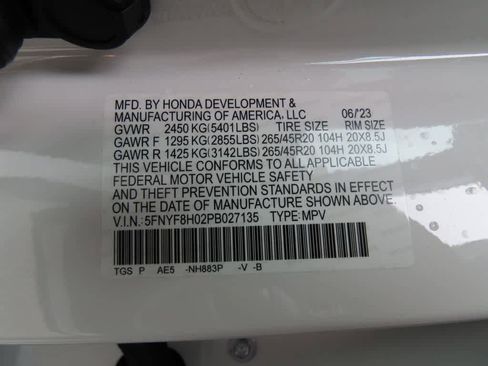 MFD. BY HONDA DEVELOPMENT &
MANUFACTURING OF AMERICA, LLC 06/'23
GVWR 2450 KG(5401LBS) TIRE SIZE RIM SIZE
GAWR F 1295 KG(2855LBS) 265/45R20 104H 20X8.5J
GAWR R 1425 KG(3142LBS) 265/45R20 104H 20X8.5J
THIS VEHICLE CONFORMS TO ALL APPLICABLE
FEDERAL MOTOR VEHICLE SAFETY
AND THEFT PREVENTION STANDARDS IN EFFECT
ON THE DATE OF MANUFACTURE SHOWN ABOVE.
V.I.N.: 5FNYF8H02PB027135 TYPE: MPV
TGS P AE5 -NH883P -V -B